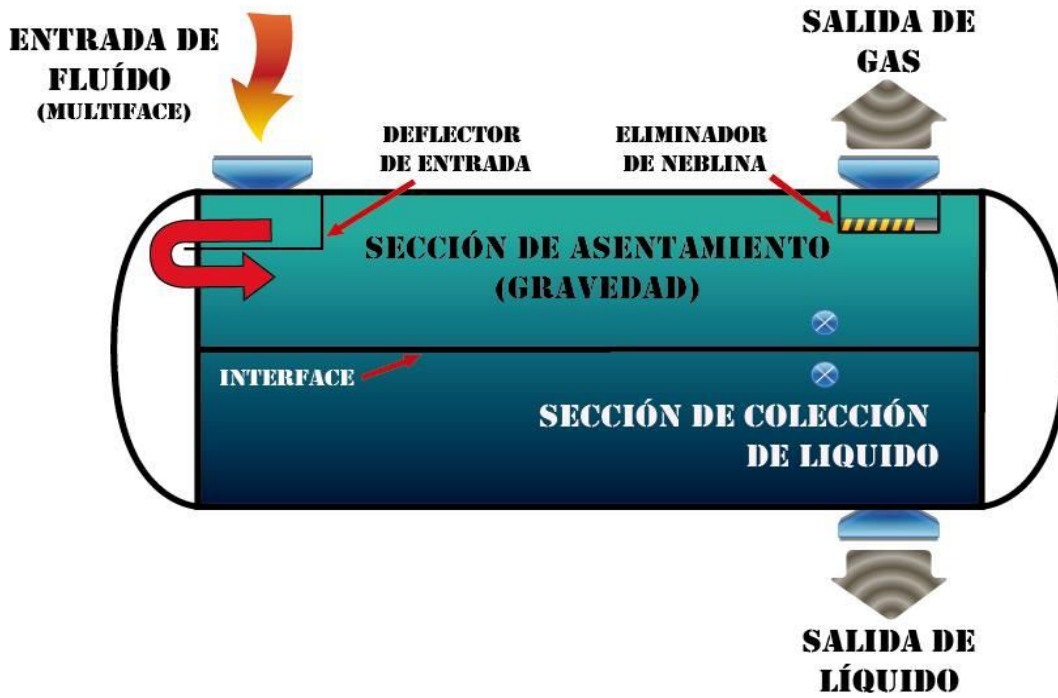 ENTRADA DE
FLUÍDO
(MULTIFACE)
SALIDA DE
GAS
DEFLECTOR
DE ENTRADA
ELIMINADOR
DE NEBLINA
SECCIÓN DE ASENTAMIENTO
(GRAVEDAD)
INTERFACE
SECCIÓN DE COLECCIÓN
DE LIQUIDO
SALIDA DE
LÍQUIDO